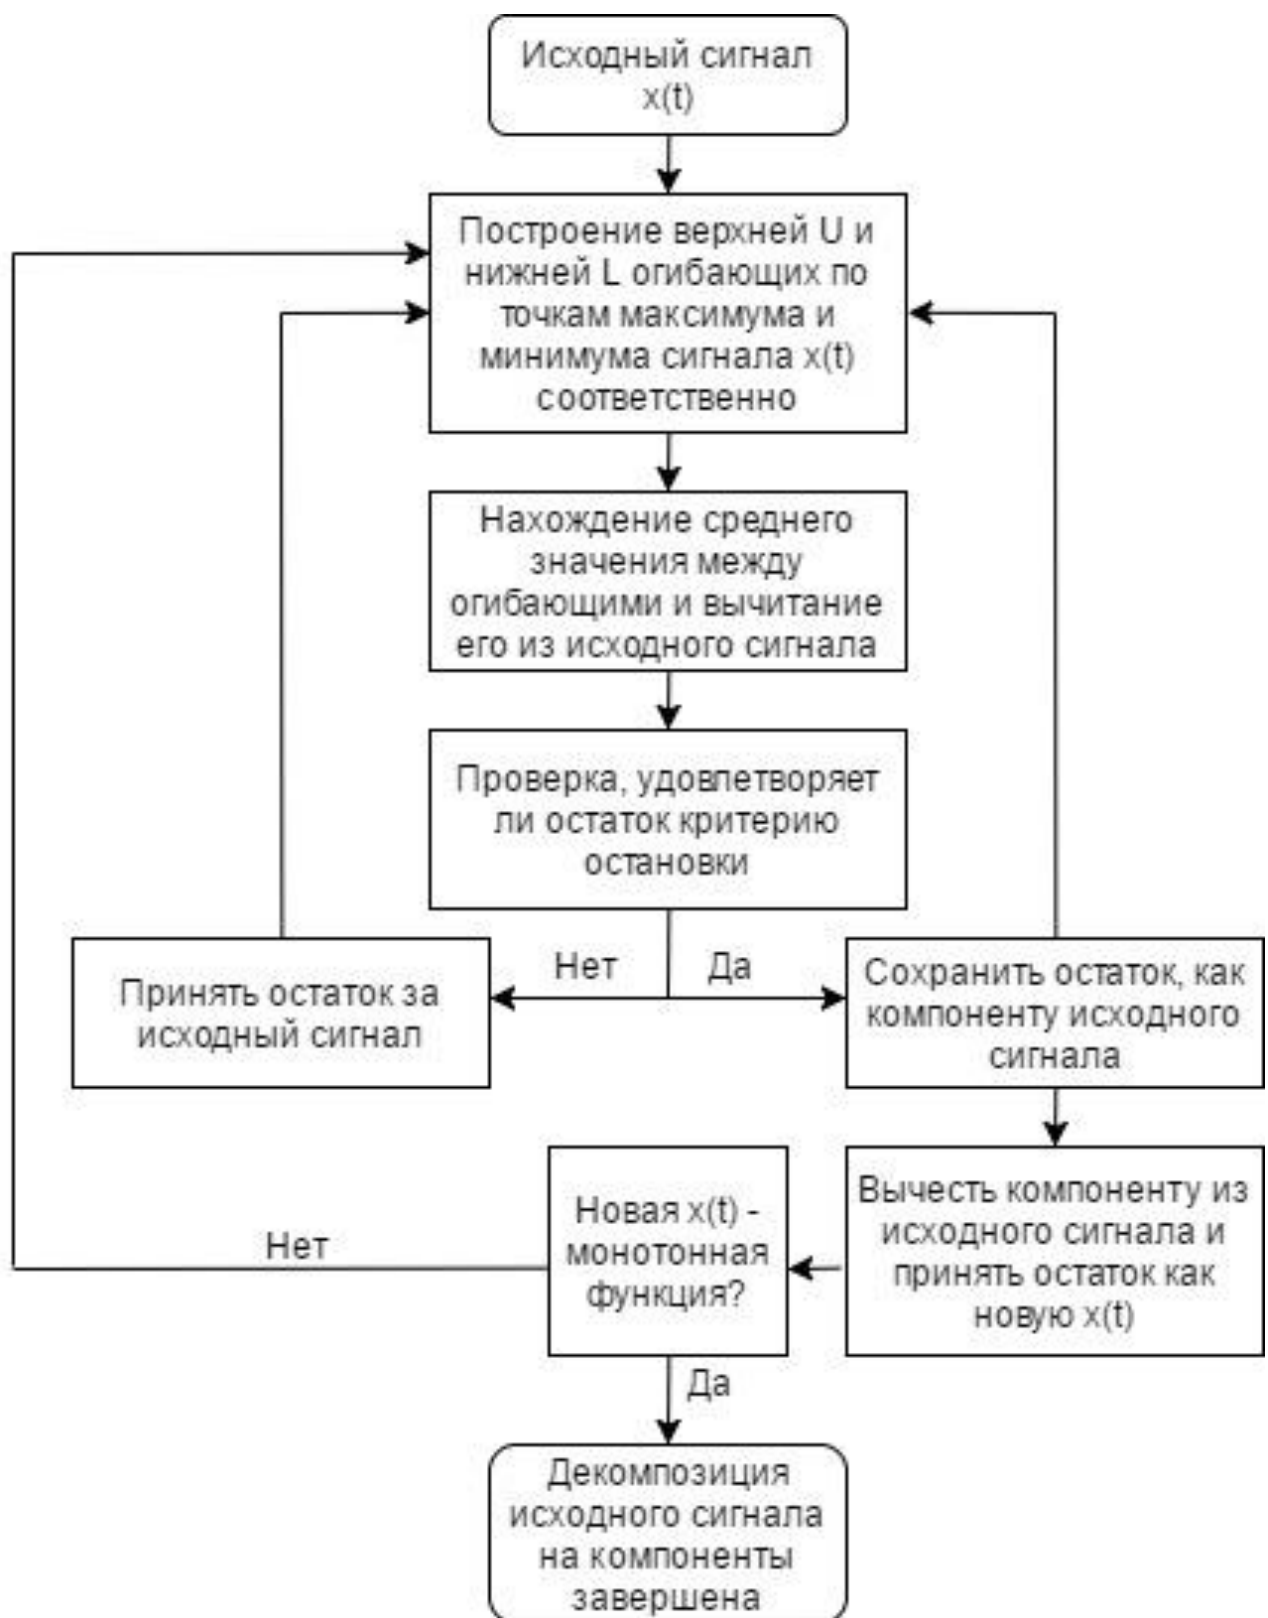 Исходный сигнал
x(t)
Построение верхней U и
нижней L огибающих по
точкам максимума и
минимума сигнала x(t)
соответственно
Нахождение среднего
значения между
огибающими и вычитание
его из исходного сигнала
Проверка, удовлетворяет
ли остаток критерию
остановки
Нет
Да
Принять остаток за
исходный сигнал
Сохранить остаток, как
компоненту исходного
сигнала
Вычесть компоненту из
исходного сигнала и
принять остаток как
новую x(t)
Новая x(t) -
монотонная
функция?
Нет
Да
Декомпозиция
исходного сигнала
на компоненты
завершена